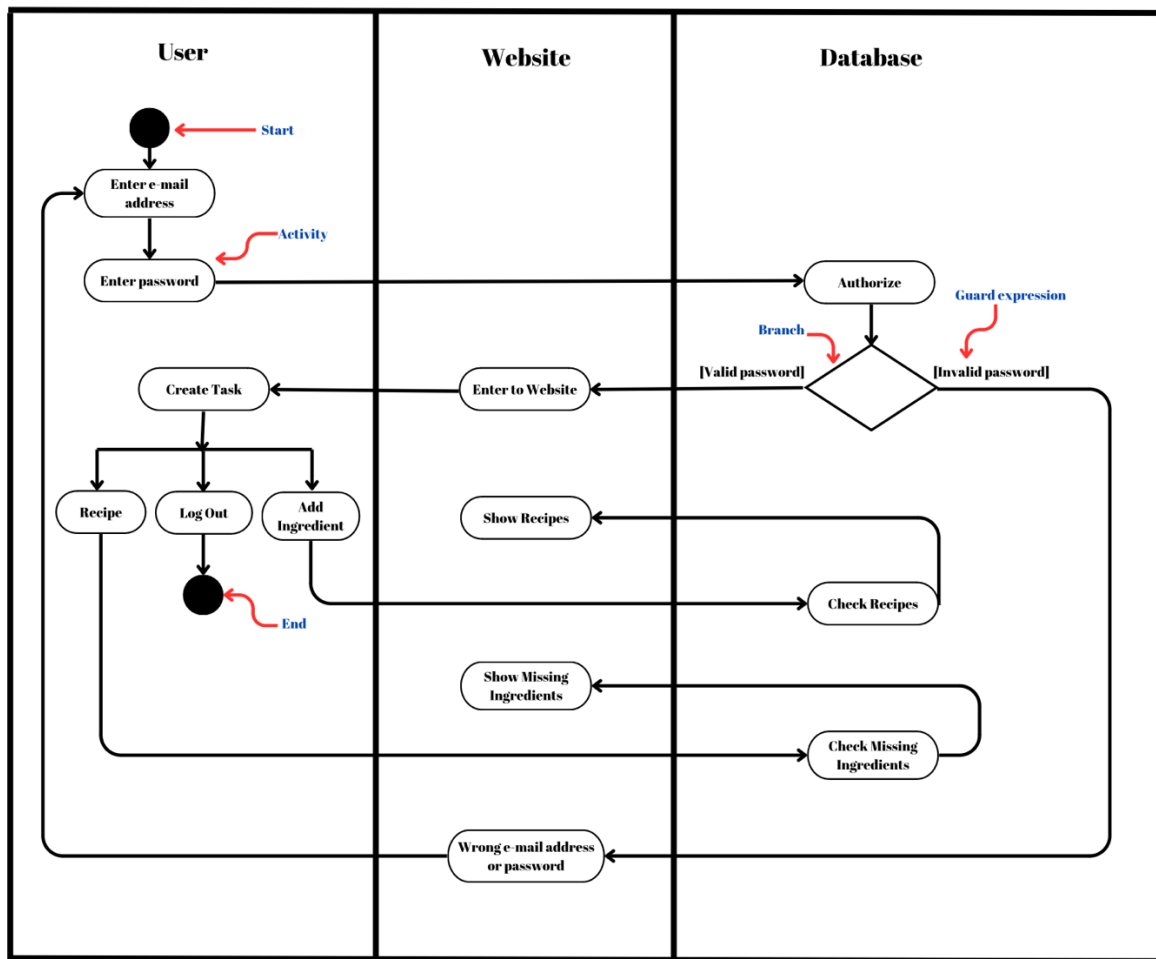 User
Website
Database
Start
Enter e-mail
address
Activity
Enter password
Authorize
Guard expression
Branch
[Valid password]
[Invalid password]
Create Task
Enter to Website
Recipe
Log Out
Add
Ingredient
Show Recipes
Check Recipes
End
Show Missing
Ingredients
Check Missing
Ingredients
Wrong e-mail address
or password